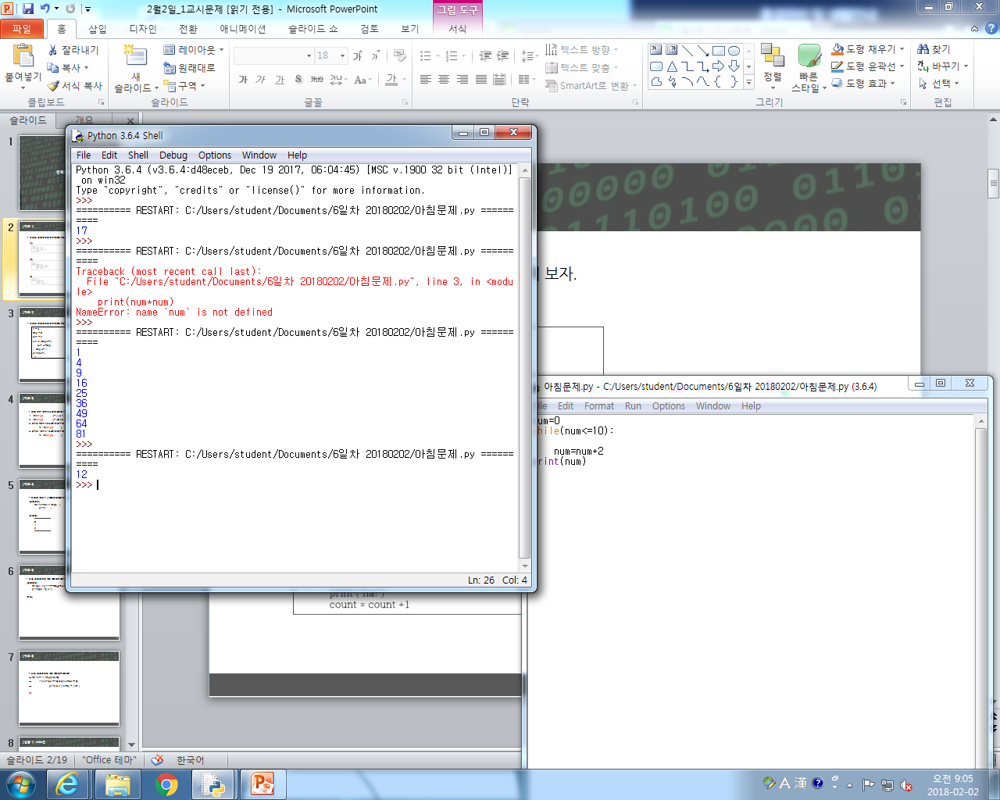 2월2일_1교시문제 [읽기 전용] - Microsoft PowerPoint
그림 도구
파일 홈 삽입 디자인 전환 애니메이션 슬라이드 쇼 검토 보기 서식
붙여넣기
잘라내기
복사
서식 복사
클립보드
새 슬라이드
레이아웃
원래대로
구역
슬라이드
18
가 가 가 S 가나 Aa 가
글꼴
텍스트 방향
텍스트 맞춤
SmartArt로 변환
단락
정렬
빠른 스타일
도형 채우기
도형 윤곽선
도형 효과
그리기
찾기
바꾸기
선택
편집
슬라이드 개요
1
2
3
4
5
6
7
8
Python 3.6.4 Shell
File Edit Shell Debug Options Window Help
Python 3.6.4 (v3.6.4:d48eceb, Dec 19 2017, 06:04:45) [MSC v.1900 32 bit (Intel)]
on win32
Type "copyright", "credits" or "license()" for more information.
>>>
========== RESTART: C:/Users/student/Documents/6일차 20180202/아침문제.py ======
====
17
>>>
========== RESTART: C:/Users/student/Documents/6일차 20180202/아침문제.py ======
====
Traceback (most recent call last):
File "C:/Users/student/Documents/6일차 20180202/아침문제.py", line 3, in <modu
le>
print(num*num)
NameError: name 'num' is not defined
>>>
========== RESTART: C:/Users/student/Documents/6일차 20180202/아침문제.py ======
====
1
4
9
16
25
36
49
64
81
>>>
========== RESTART: C:/Users/student/Documents/6일차 20180202/아침문제.py ======
====
12
>>>
Ln: 26 Col: 4
보자.
print ('ha!')
count = count +1
아침문제.py - C:/Users/student/Documents/6일차 20180202/아침문제.py (3.6.4)
ile Edit Format Run Options Window Help
um=0
hile(num<=10):
num=num+2
rint(num)
슬라이드 2/19 "Office 테마" 한국어
A 漢
오전 9:05
2018-02-02